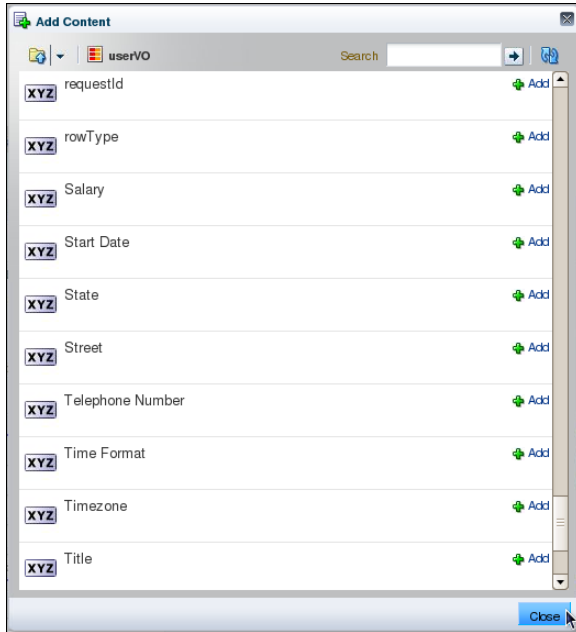 Add Content
userVO Search
XYZ requestId Add
XYZ rowType Add
XYZ Salary Add
XYZ Start Date Add
XYZ State Add
XYZ Street Add
XYZ Telephone Number Add
XYZ Time Format Add
XYZ Timezone Add
XYZ Title Add
Close